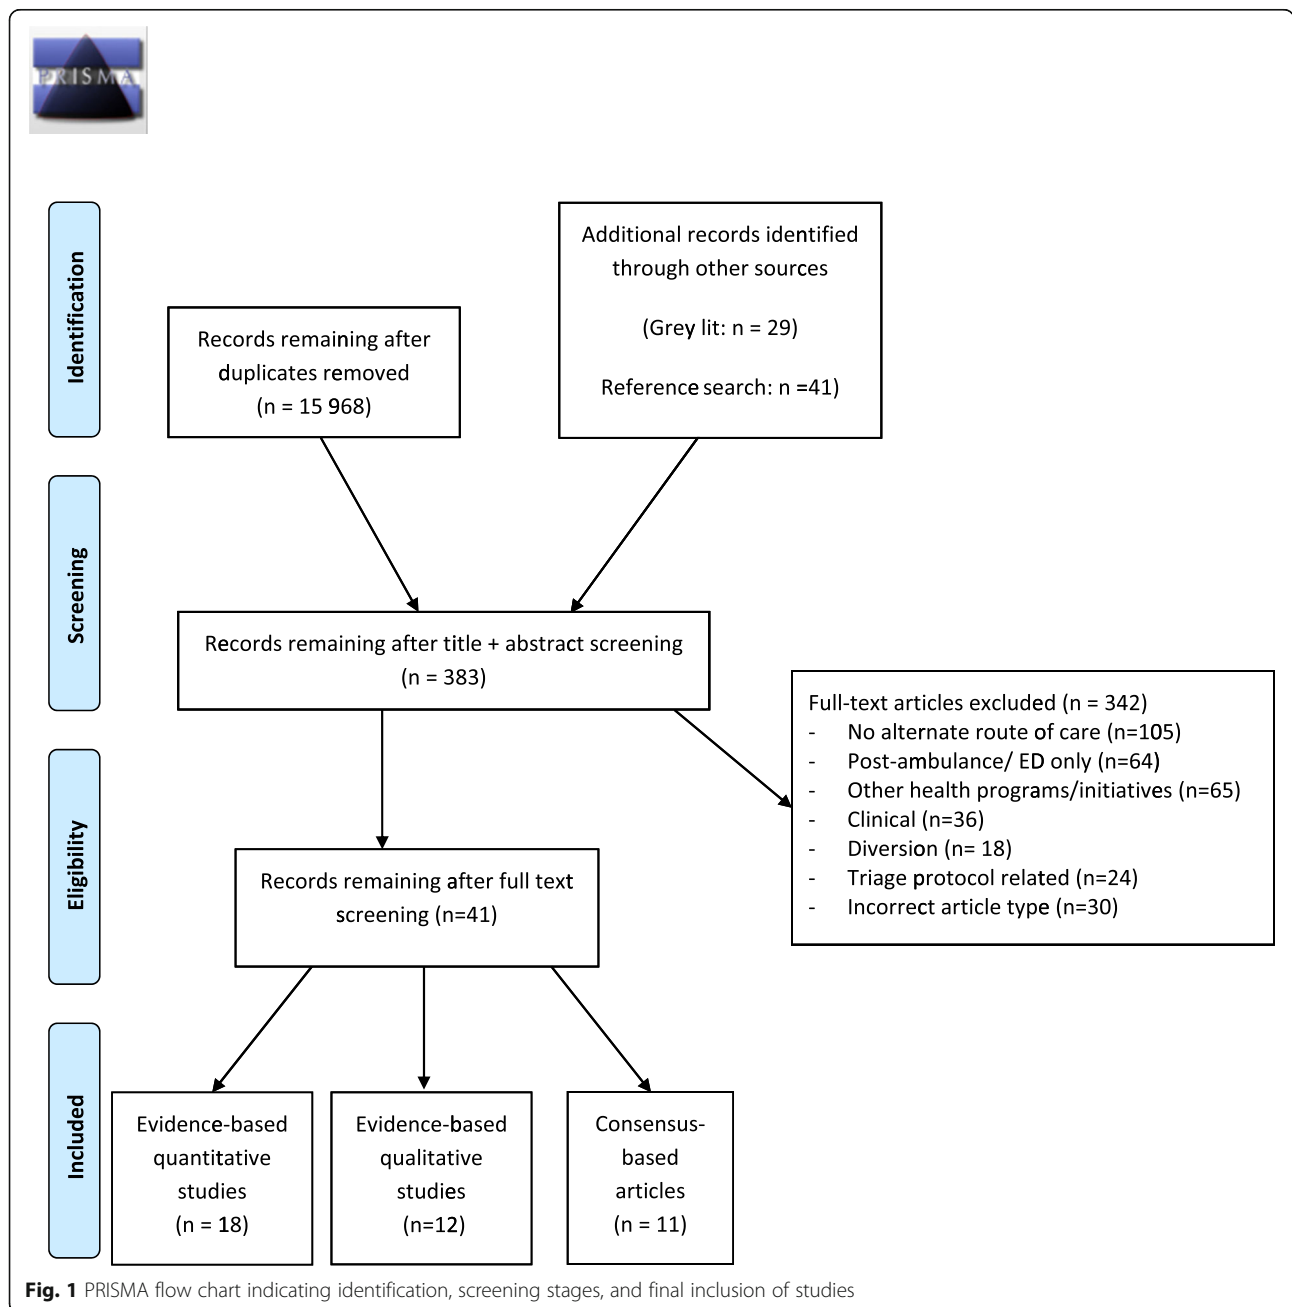 PRISMA
Identification
Records remaining after
duplicates removed
(n = 15 968)
Additional records identified
through other sources
(Grey lit: n = 29)
Reference search: n =41)
Screening
Records remaining after title + abstract screening
(n = 383)
Full-text articles excluded (n = 342)
- No alternate route of care (n=105)
- Post-ambulance/ ED only (n=64)
- Other health programs/initiatives (n=65)
- Clinical (n=36)
- Diversion (n= 18)
- Triage protocol related (n=24)
- Incorrect article type (n=30)
Eligibility
Records remaining after full text
screening (n=41)
Included
Evidence-based
quantitative
studies
(n = 18)
Evidence-based
qualitative
studies
(n=12)
Consensus-
based
articles
(n = 11)
Fig. 1 PRISMA flow chart indicating identification, screening stages, and final inclusion of studies